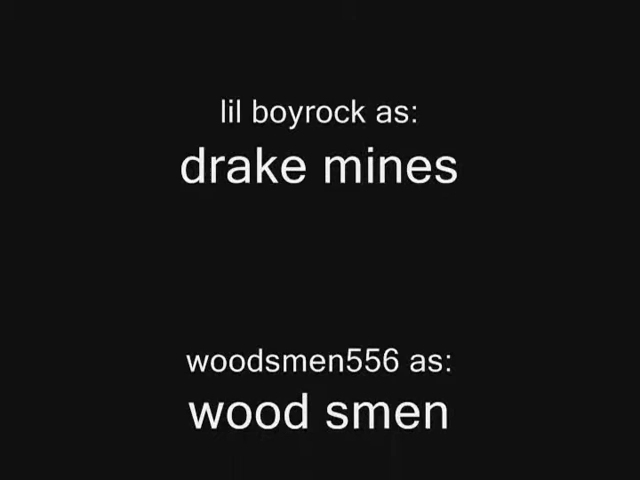 lil boyrock as:
drake mines
woodsmen556 as:
wood smen